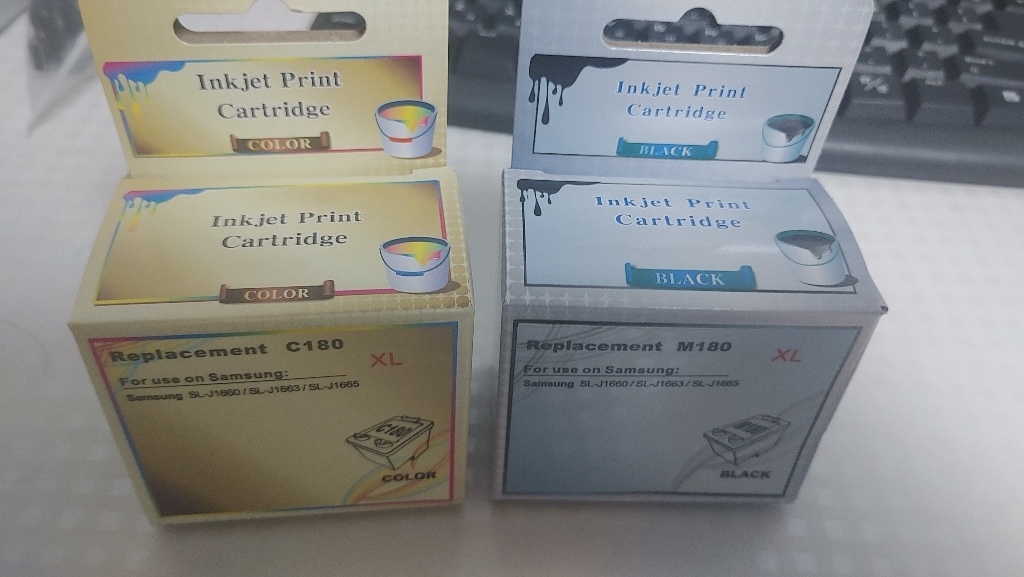 Inkjet Print
Cartridge
COLOR
Inkjet Print
Cartridge
COLOR
Replacement C180
XL
For use on Samsung:
Samsung SL-J1660 / SL-J1663 / SL-J1665
C180
COLOR
Inkjet Print
Cartridge
BLACK
Inkjet Print
Cartridge
BLACK
Replacement M180
XL
For use on Samsung:
Samsung SL-J1660 / SL-J1663 / SL-J1665
M180
BLACK